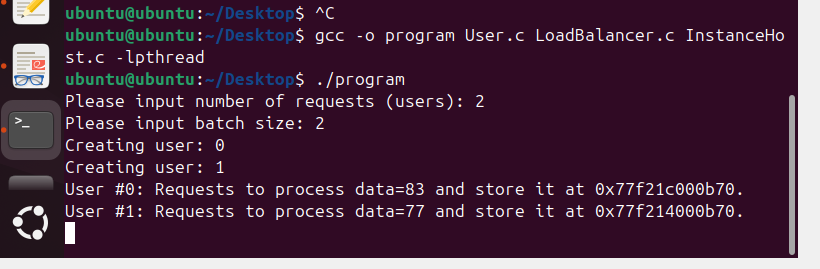 ubuntu@ubuntu:~/Desktop$ ^C
ubuntu@ubuntu:~/Desktop$ gcc -o program User.c LoadBalancer.c InstanceHo
st.c -lpthread
ubuntu@ubuntu:~/Desktop$ ./program
Please input number of requests (users): 2
Please input batch size: 2
Creating user: 0
Creating user: 1
User #0: Requests to process data=83 and store it at 0x77f21c000b70.
User #1: Requests to process data=77 and store it at 0x77f214000b70.